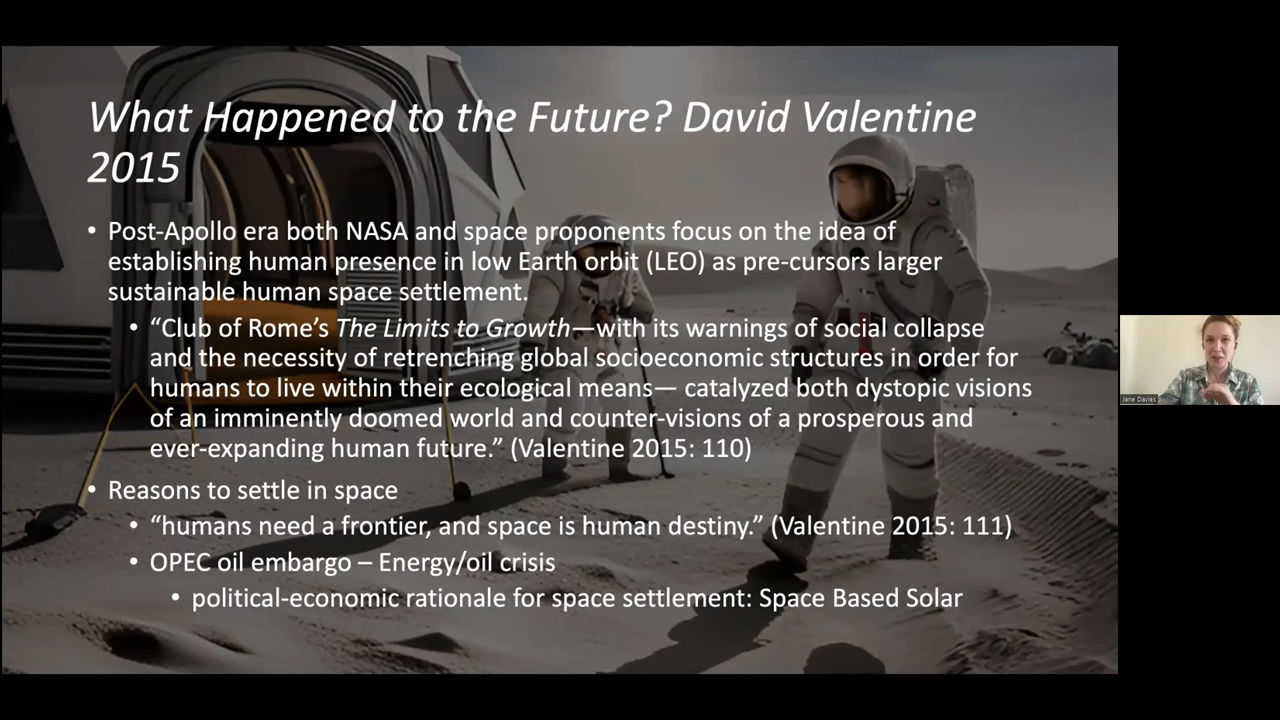 What Happened to the Future? David Valentine
2015
• Post-Apollo era both NASA and space proponents focus on the idea of
establishing human presence in low Earth orbit (LEO) as pre-cursors larger
sustainable human space settlement.
• “Club of Rome’s The Limits to Growth—with its warnings of social collapse
and the necessity of retrenching global socioeconomic structures in order for
humans to live within their ecological means— catalyzed both dystopic visions
of an imminently doomed world and counter-visions of a prosperous and
ever-expanding human future.” (Valentine 2015: 110)
• Reasons to settle in space
• “humans need a frontier, and space is human destiny.” (Valentine 2015: 111)
• OPEC oil embargo – Energy/oil crisis
• political-economic rationale for space settlement: Space Based Solar
Jane Davies